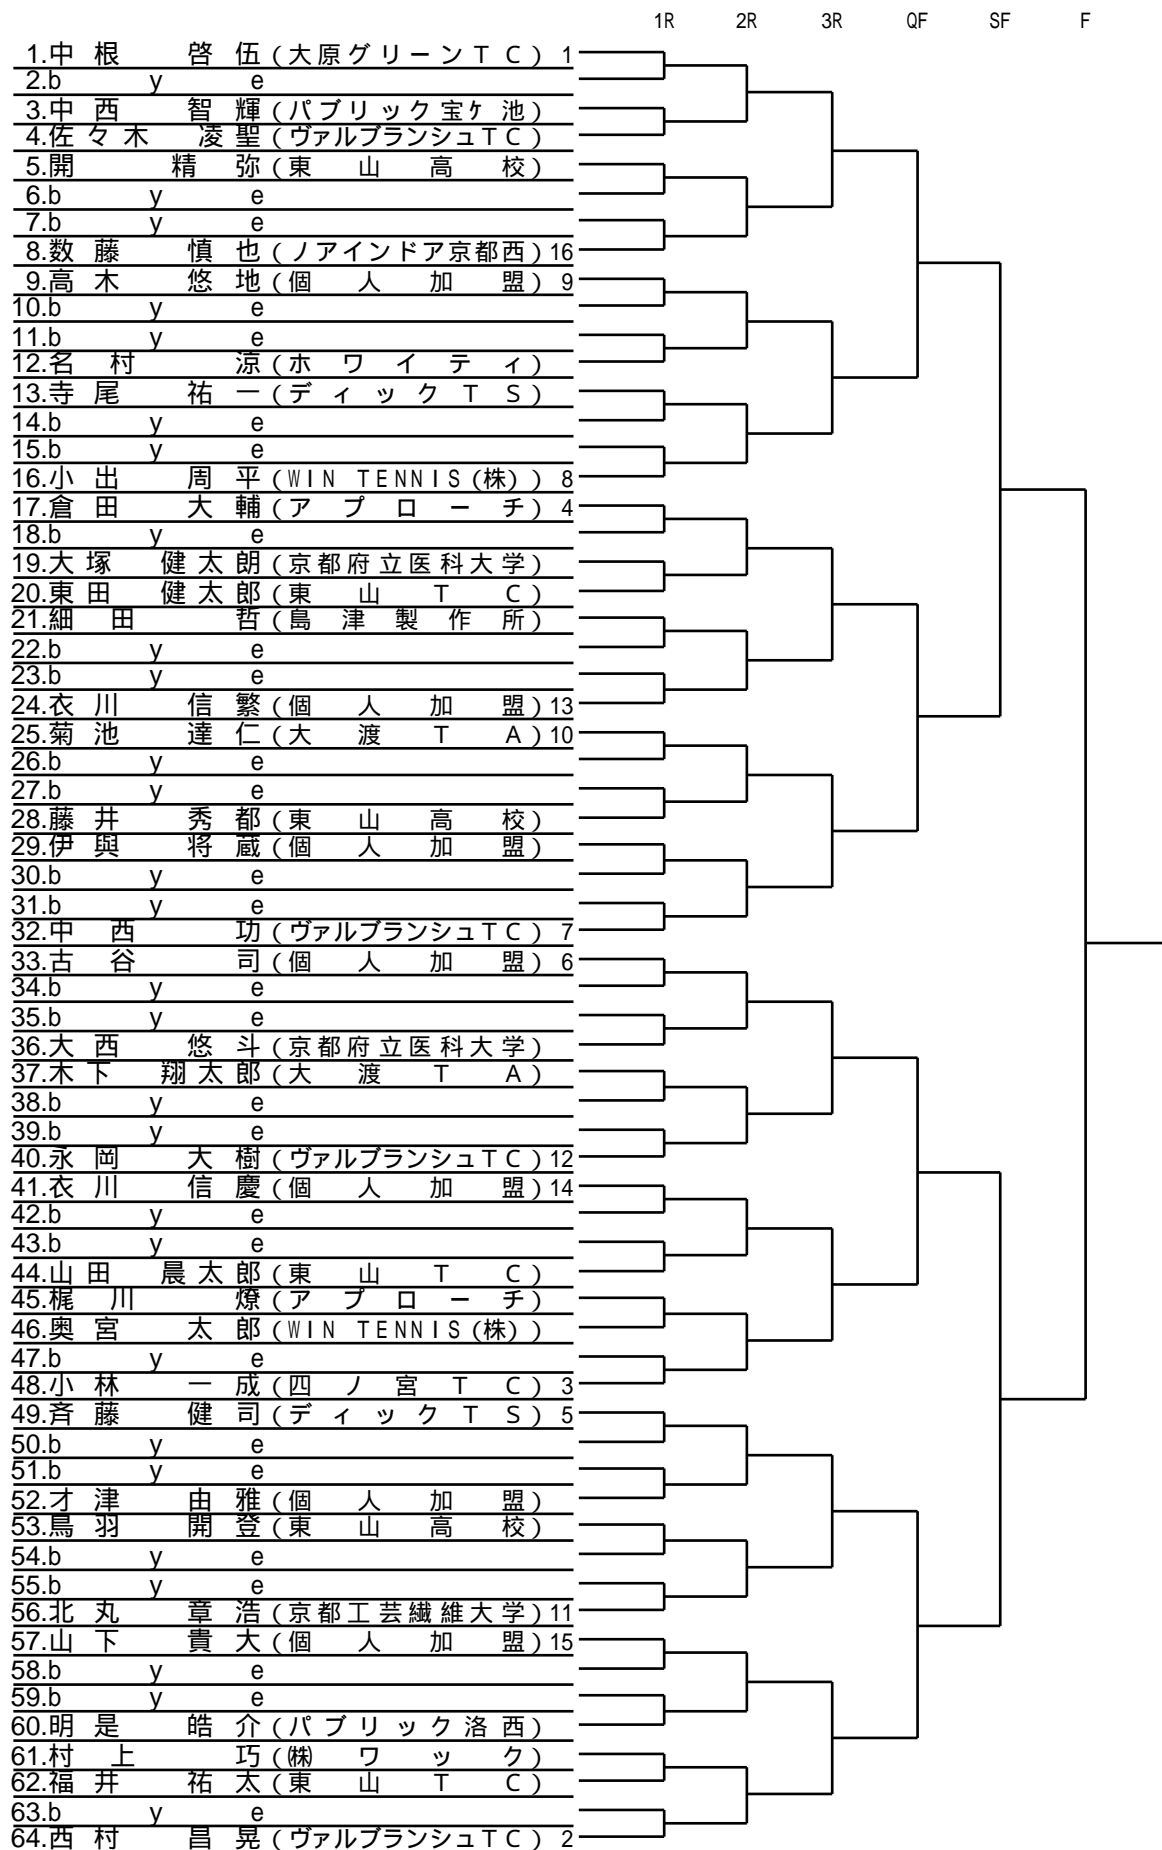 1R 2R 3R QF SF F
1.中根 啓伍(大原グリーンTC) 1
2.b y e
3.中西 智輝(パブリック宝ケ池)
4.佐々木 凌聖(ヴァルブランシュTC)
5.開 精弥(東山高校)
6.b y e
7.b y e
8.数藤 慎也(ノアインドア京都西) 16
9.高木 悠地(個人加盟) 9
10.b y e
11.b y e
12.名村 涼(ホワイティ)
13.寺尾 祐一(ディックTS)
14.b y e
15.b y e
16.小出 周平(WIN TENNIS(株)) 8
17.倉田 大輔(アプローチ) 4
18.b y e
19.大塚 健太朗(京都府立医科大学)
20.東田 健太郎(東山TC)
21.細田 哲(島津製作所)
22.b y e
23.b y e
24.衣川 信繁(個人加盟) 13
25.菊池 達仁(大渡TA) 10
26.b y e
27.b y e
28.藤井 秀都(東山高校)
29.伊與 将蔵(個人加盟)
30.b y e
31.b y e
32.中西 功(ヴァルブランシュTC) 7
33.古谷 司(個人加盟) 6
34.b y e
35.b y e
36.大西 悠斗(京都府立医科大学)
37.木下 翔太郎(大渡TA)
38.b y e
39.b y e
40.永岡 大樹(ヴァルブランシュTC) 12
41.衣川 信慶(個人加盟) 14
42.b y e
43.b y e
44.山田 晨太郎(東山TC)
45.梶川 燎(アプローチ)
46.奥宮 太郎(WIN TENNIS(株))
47.b y e
48.小林 一成(四ノ宮TC) 3
49.斉藤 健司(ディックTS) 5
50.b y e
51.b y e
52.才津 由雅(個人加盟)
53.鳥羽 開登(東山高校)
54.b y e
55.b y e
56.北丸 章浩(京都工芸繊維大学) 11
57.山下 貴大(個人加盟) 15
58.b y e
59.b y e
60.明是 皓介(パブリック洛西)
61.村上 巧(㈱ワック)
62.福井 祐太(東山TC)
63.b y e
64.西村 昌晃(ヴァルブランシュTC) 2